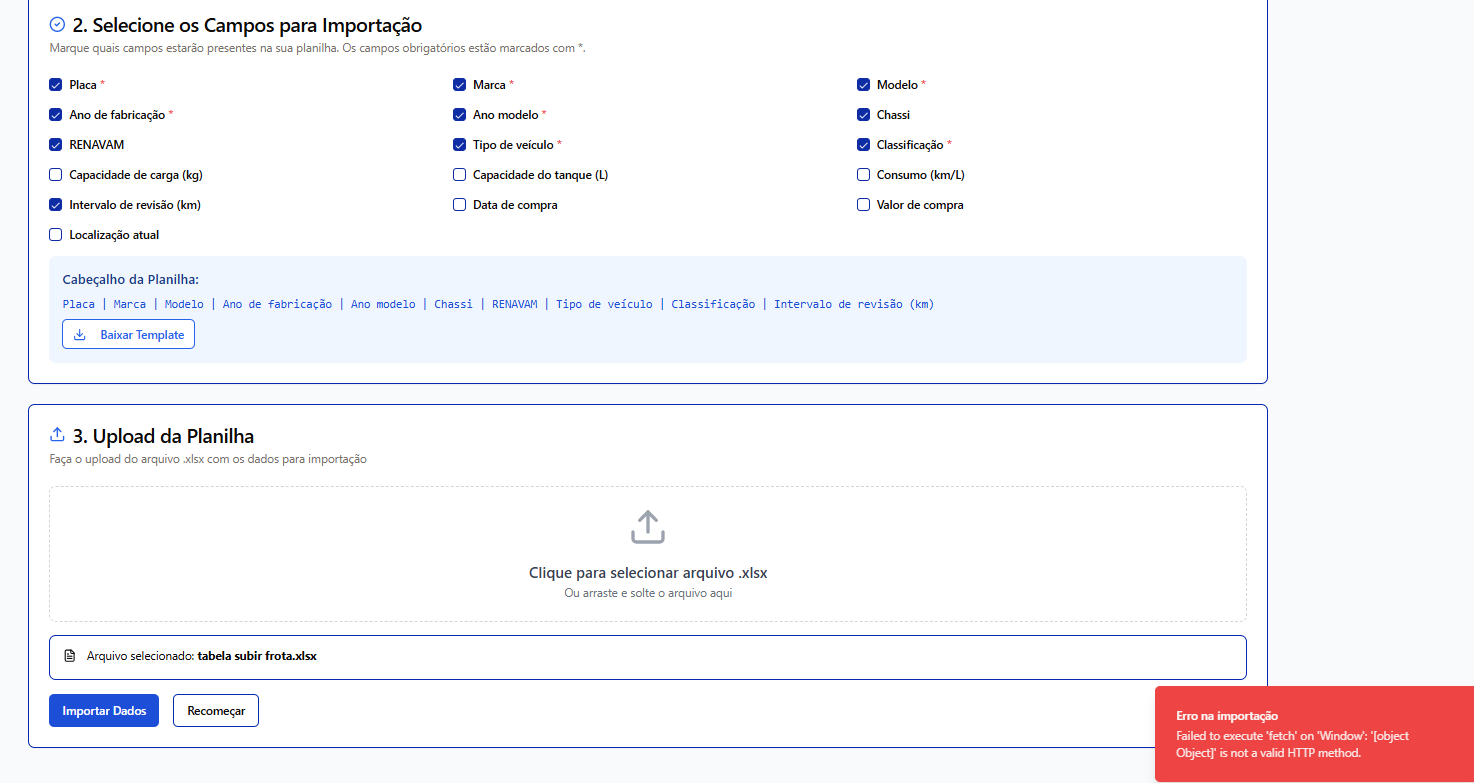 2. Selecione os Campos para Importação
Marque quais campos estarão presentes na sua planilha. Os campos obrigatórios estão marcados com *.
Placa * Marca * Modelo *
Ano de fabricação * Ano modelo * Chassi
RENAVAM Tipo de veículo * Classificação *
Capacidade de carga (kg) Capacidade do tanque (L) Consumo (km/L)
Intervalo de revisão (km) Data de compra Valor de compra
Localização atual
Cabeçalho da Planilha:
Placa | Marca | Modelo | Ano de fabricação | Ano modelo | Chassi | RENAVAM | Tipo de veículo | Classificação | Intervalo de revisão (km)
Baixar Template
3. Upload da Planilha
Faça o upload do arquivo .xlsx com os dados para importação
Clique para selecionar arquivo .xlsx
Ou arraste e solte o arquivo aqui
Arquivo selecionado: tabela subir frota.xlsx
Importar Dados Recomeçar
Erro na importação
Failed to execute 'fetch' on 'Window': '[object
Object]' is not a valid HTTP method.